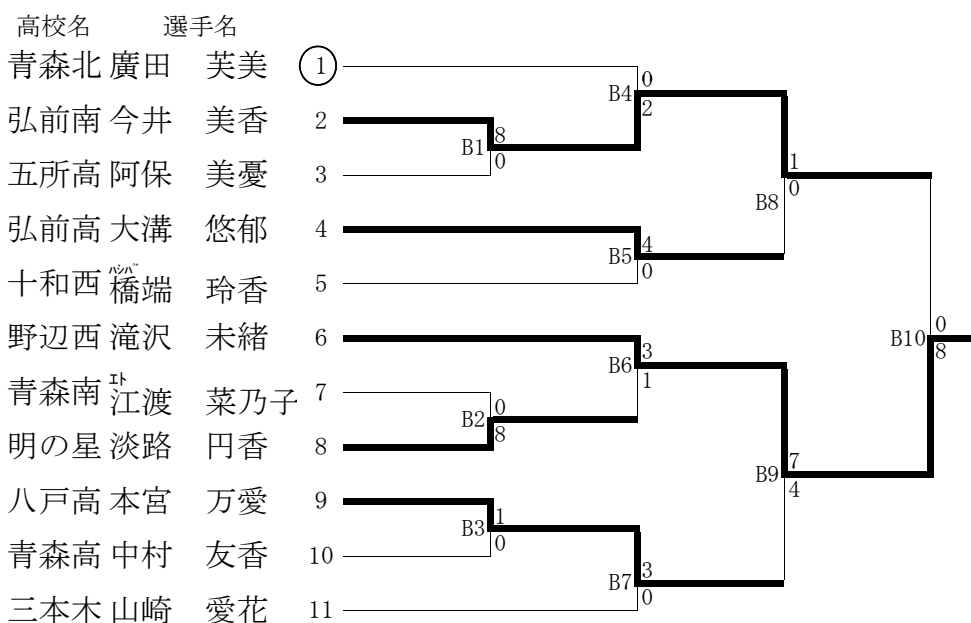 高校名 選手名
青森北 廣田 芙美 1
弘前南 今井 美香 2
五所高 阿保 美憂 3
弘前高 大溝 悠郁 4
ハシバ
十和西 橋端 玲香 5
野辺西 滝沢 未緒 6
エト
青森南 江渡 菜乃子 7
明の星 淡路 円香 8
八戸高 本宮 万愛 9
青森高 中村 友香 10
三本木 山崎 愛花 11
B1 8 0
B2 0 8
B3 1 0
B4 0 2
B5 4 0
B6 3 1
B7 3 0
B8 1 0
B9 7 4
B10 0 8